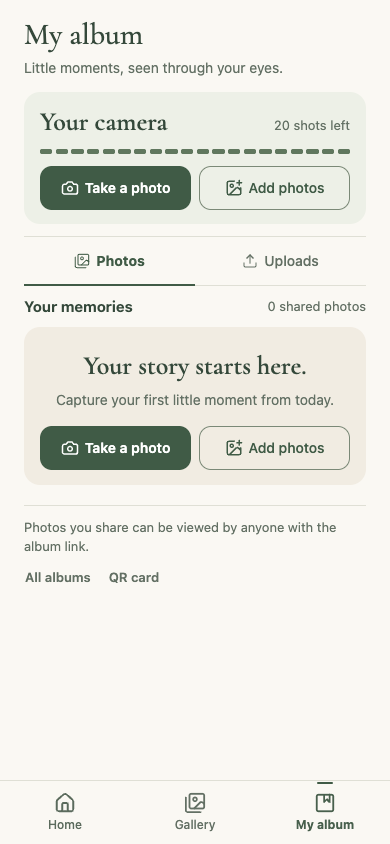 My album
Little moments, seen through your eyes.
Your camera
20 shots left
Take a photo
Add photos
Photos
Uploads
Your memories
0 shared photos
Your story starts here.
Capture your first little moment from today.
Take a photo
Add photos
Photos you share can be viewed by anyone with the
album link.
All albums
QR card
Home
Gallery
My album